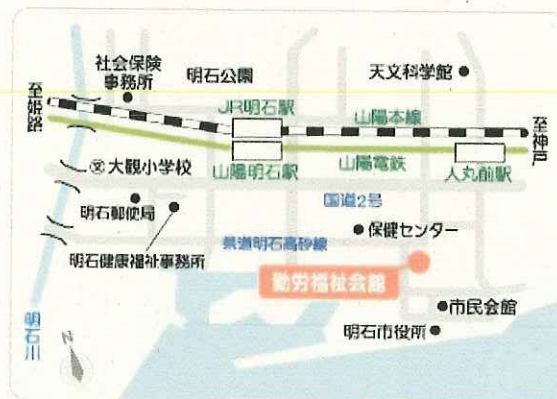 社会保険
事務所
明石公園
天文科学館
至姫路
JR明石駅
山陽本線
至神戸
文
大観小学校
山陽明石駅
山陽電鉄
人丸前駅
明石郵便局
国道2号
保健センター
明石健康福祉事務所
県道明石高砂線
勤労福祉会館
市民会館
明石市役所
明石川
N